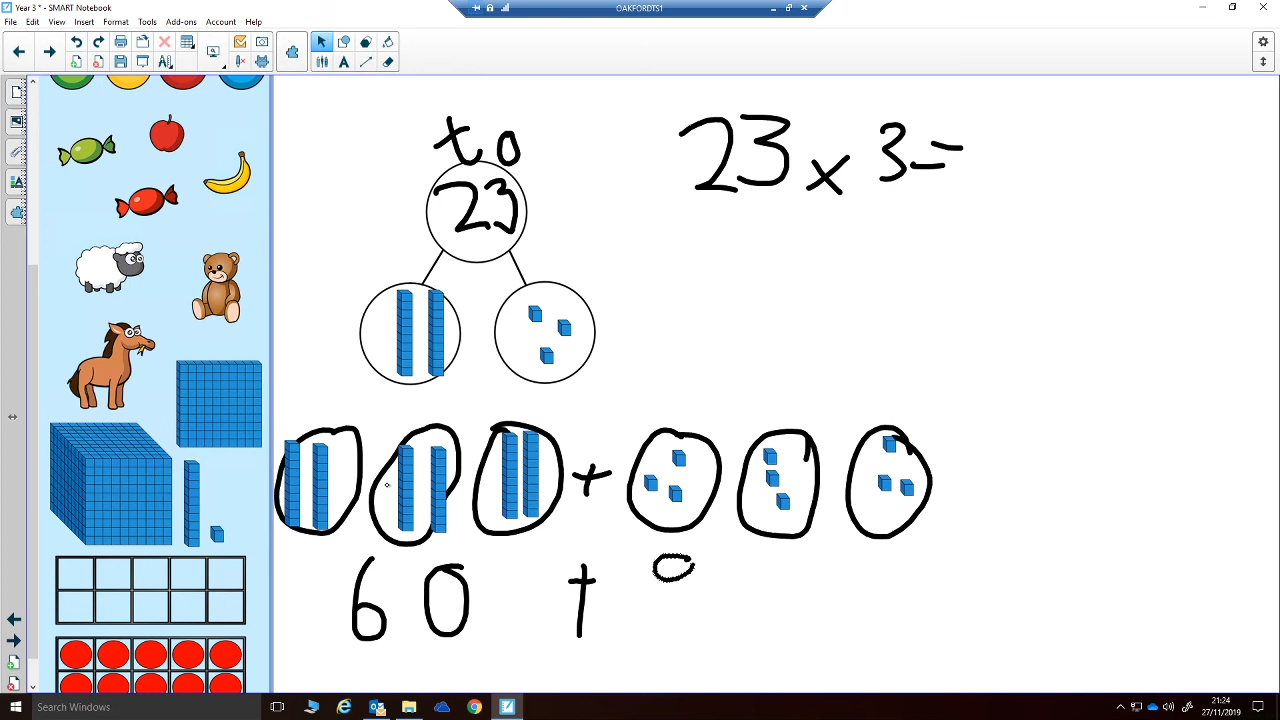 Year 3 * - SMART Notebook
OAKFORDTS1
File Edit View Insert Format Tools Add-ons Account Help
to
23
23 x 3=
+
60 +
Search Windows
21:24
27/11/2019